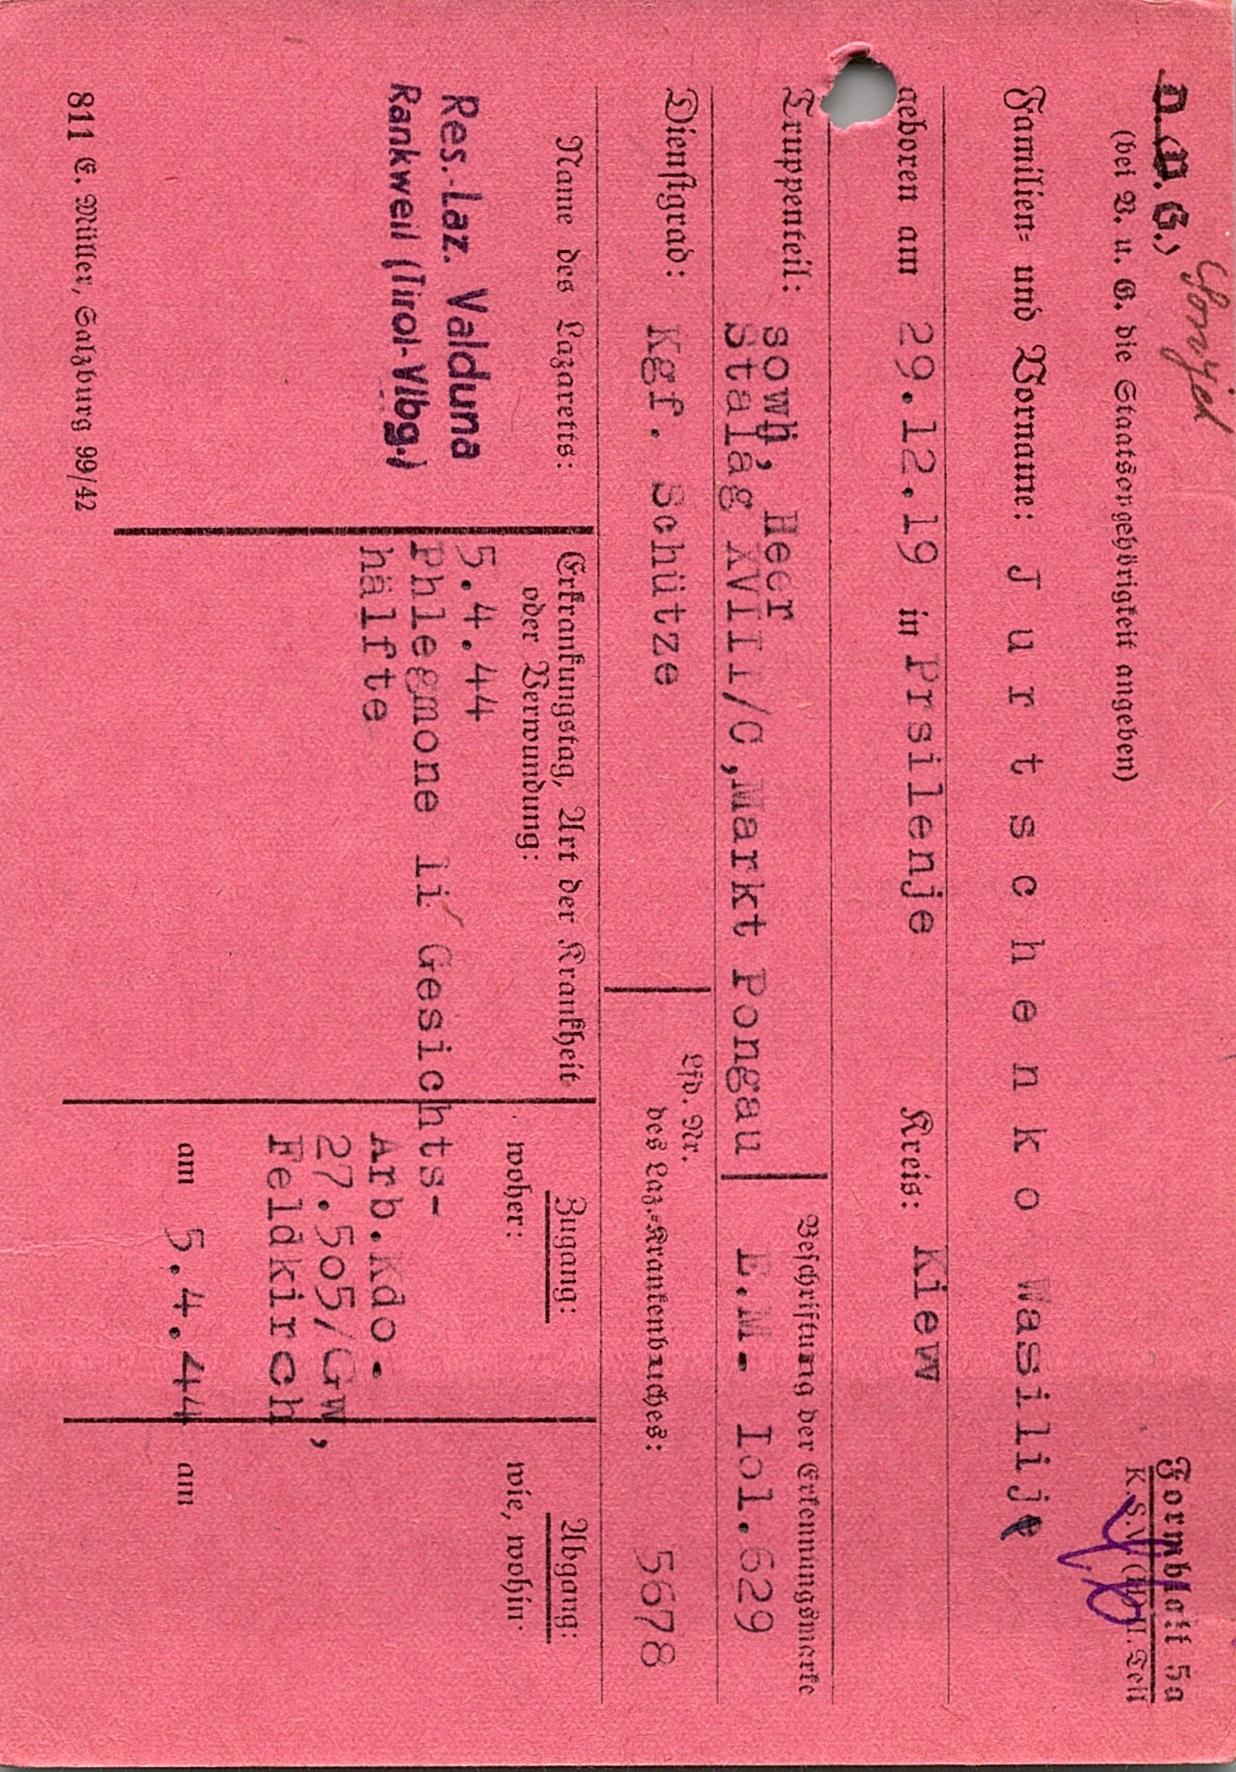 Formblatt 5a
(bei V. u. G. die Staatsangehörigkeit angeben)
Familien= und Vorname: J u r t s c h e n k o Wasilij
geboren am 29.12.19 in Prsilenje Kreis: Kiew
Truppenteil: sowj, Heer
Stalag XVIII/C,Markt Pongau
Beschriftung der Erkennungsmarke
E.M. Io1.629
Dienstgrad: Kgf. Schütze
Lfd. Nr.
des Laz.=Krankenbuches: 5678
Name des Lazaretts:
Res.-Laz. Valduna
Rankweil (Tirol-Vlbg.)
Erkrankungstag, Art der Krankheit
oder Verwundung:
5.4.44
Phlegmone li Gesichts-
hälfte
Zugang:
woher:
Arb.Kdo.
27.5o5/Gw,
Feldkirch
am 5.4.44
Abgang:
wie, wohin
am
811 E. Müller, Salzburg 99/42